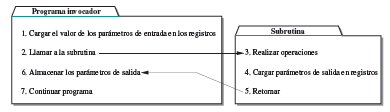 Programa invocador
1. Cargar el valor de los parámetros de entrada en los registros
2. Llamar a la subrutina
6. Almacenar los parámetros de salida
7. Continuar programa
Subrutina
3. Realizar operaciones
4. Cargar parámetros de salida en registros
5. Retornar